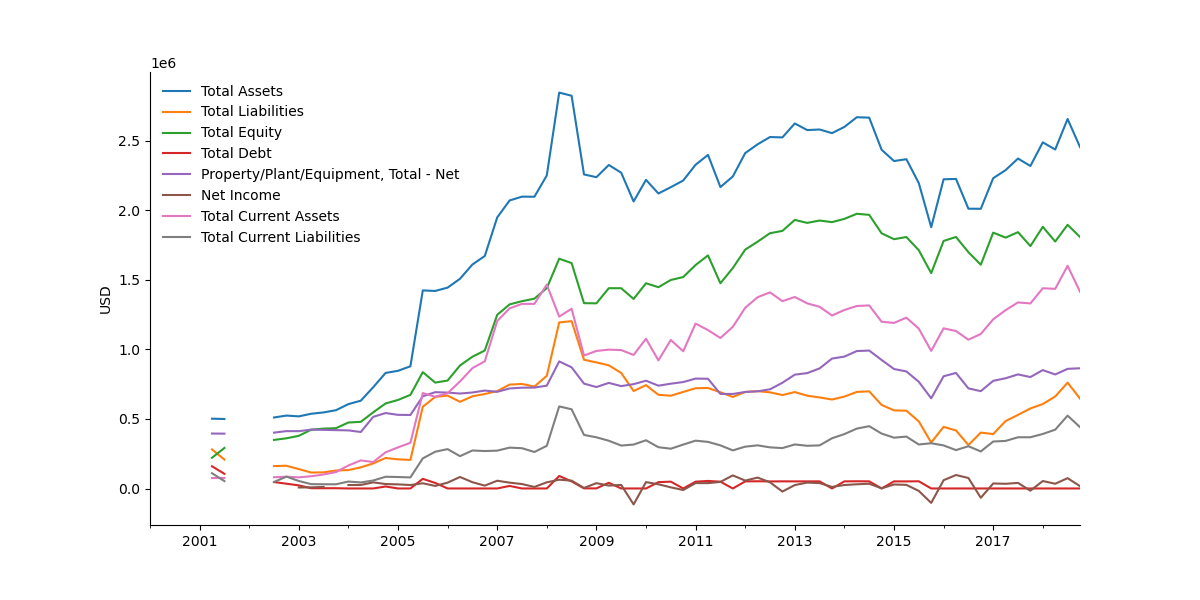 1e6
Total Assets
Total Liabilities
Total Equity
Total Debt
Property/Plant/Equipment, Total - Net
Net Income
Total Current Assets
Total Current Liabilities
2.5
2.0
1.5
1.0
0.5
0.0
USD
2001 2003 2005 2007 2009 2011 2013 2015 2017